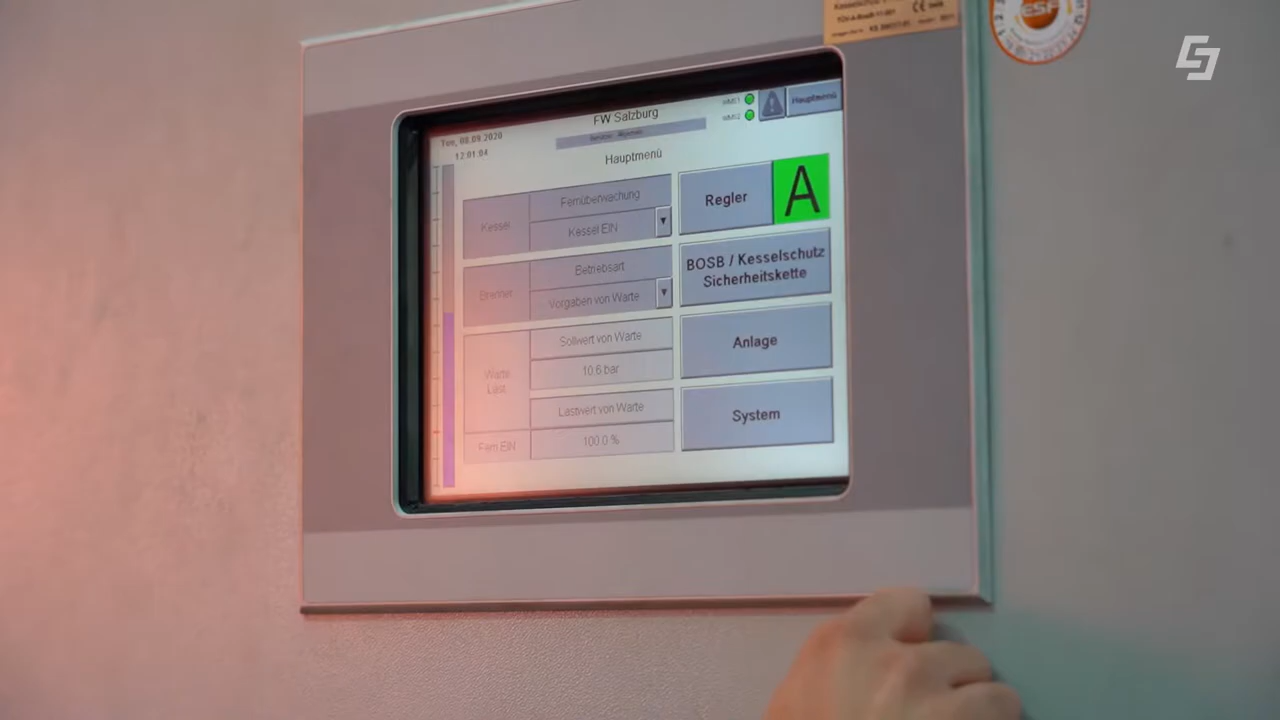 ESF
FW Salzburg
Hauptmenü
08.09.2020
12:01:04
Hauptmenü
Kessel
Fernüberwachung
Kessel EIN
Regler
A
Brenner
Betriebsart
Vorgaben von Warte
BOSB / Kesselschutz
Sicherheitskette
Warte
Last
Sollwert von Warte
10.6 bar
Anlage
Lastwert von Warte
Fern EIN
100.0 %
System